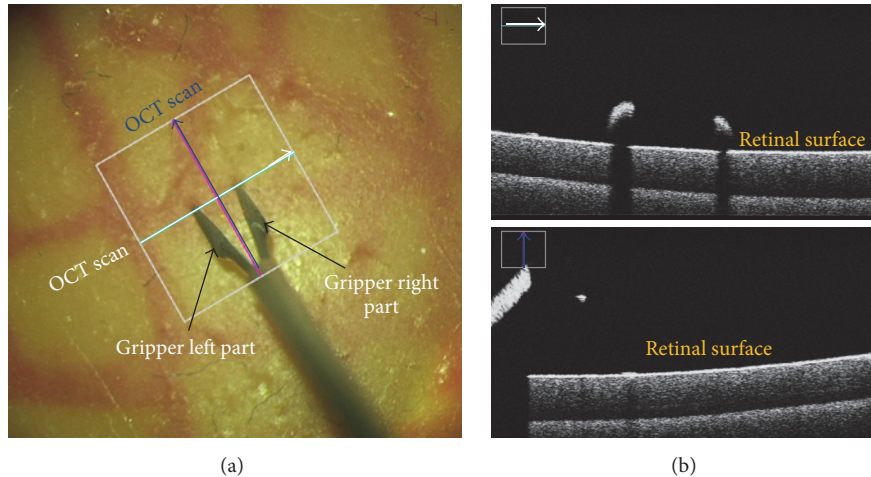 OCT scan
OCT scan
Gripper right
part
Gripper left part
(a)
Retinal surface
Retinal surface
(b)